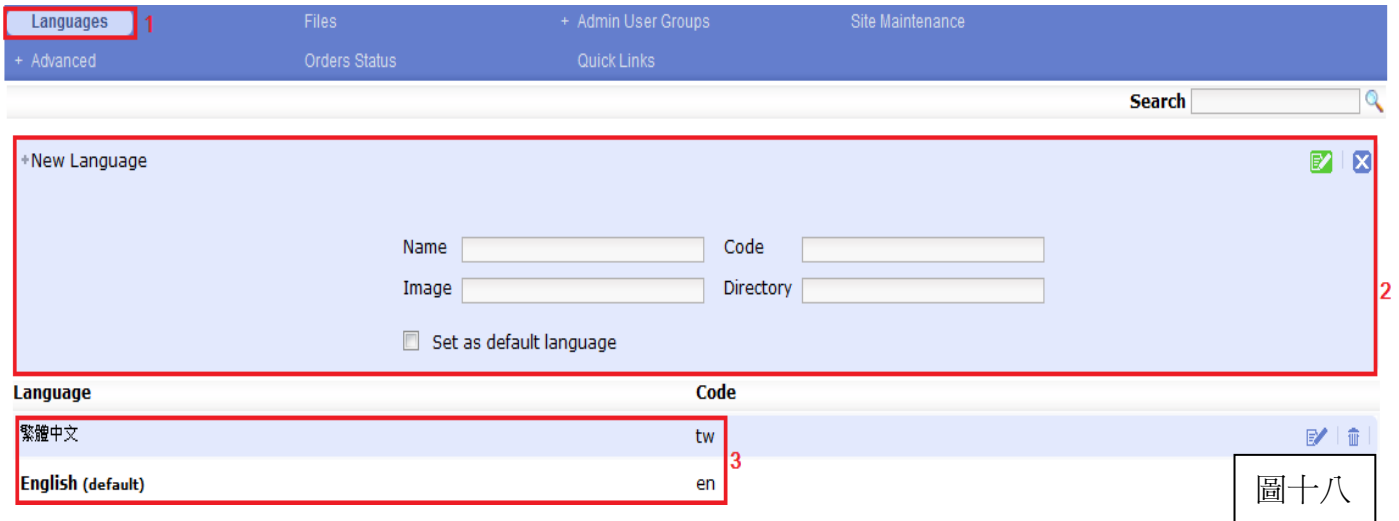 Languages 1 Files + Admin User Groups Site Maintenance
+ Advanced Orders Status Quick Links
Search
+New Language
Name Code
Image Directory
2
Set as default language
Language Code
繁體中文 tw
3
English (default) en
圖十八